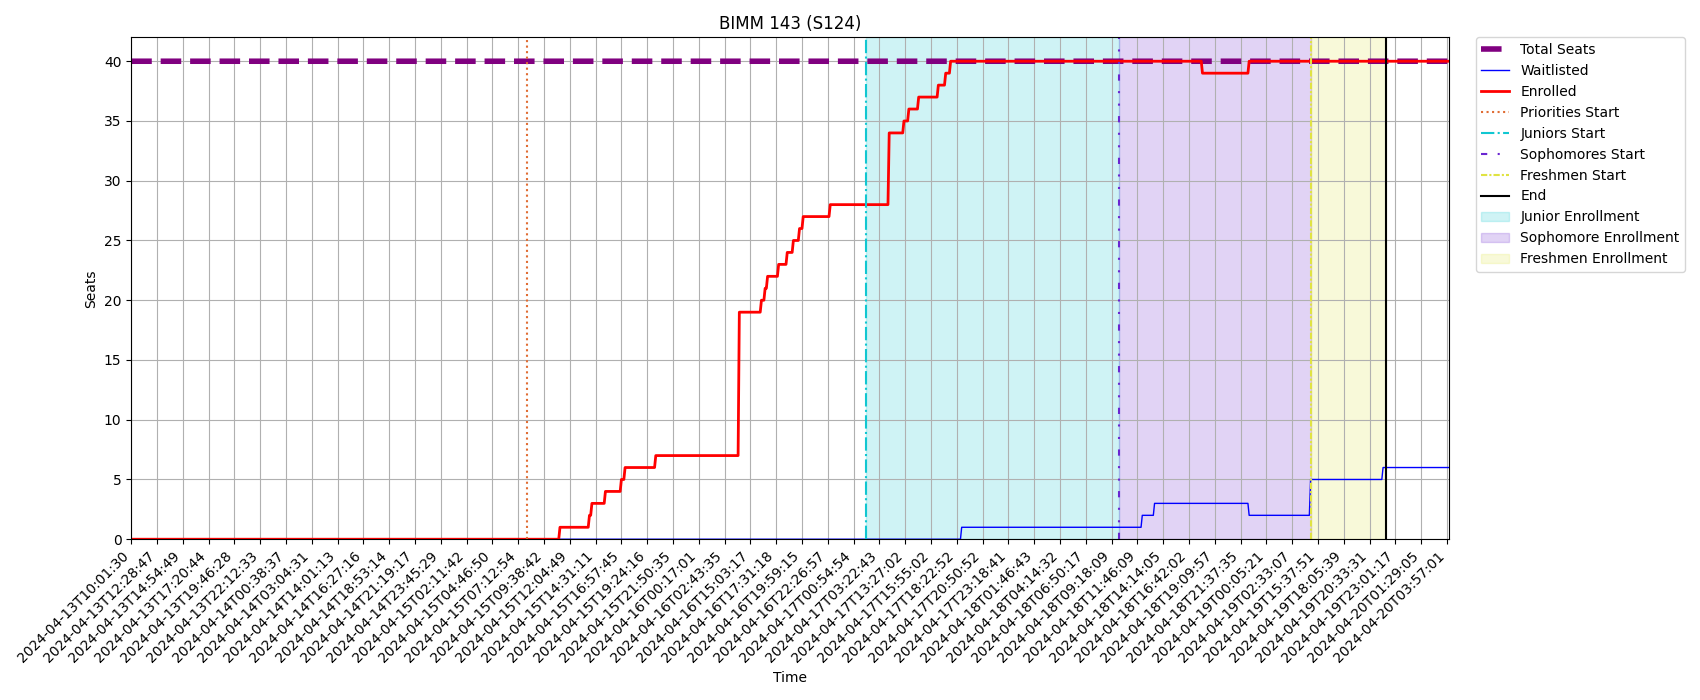 BIMM 143 (S124)
Seats
40
35
30
25
20
15
10
5
0
2024-04-13T10:01:30
2024-04-13T12:28:47
2024-04-13T14:54:49
2024-04-13T17:20:44
2024-04-13T19:46:28
2024-04-13T22:12:33
2024-04-14T00:38:37
2024-04-14T03:04:31
2024-04-14T14:01:13
2024-04-14T16:27:16
2024-04-14T18:53:14
2024-04-14T21:19:17
2024-04-14T23:45:29
2024-04-15T02:11:42
2024-04-15T04:46:50
2024-04-15T07:12:54
2024-04-15T09:38:42
2024-04-15T12:04:49
2024-04-15T14:31:11
2024-04-15T16:57:45
2024-04-15T19:24:16
2024-04-15T21:50:35
2024-04-16T00:17:01
2024-04-16T02:43:35
2024-04-16T15:03:17
2024-04-16T17:31:18
2024-04-16T19:59:15
2024-04-16T22:26:57
2024-04-17T00:54:54
2024-04-17T03:22:43
2024-04-17T13:27:02
2024-04-17T15:55:02
2024-04-17T18:22:52
2024-04-17T20:50:52
2024-04-17T23:18:41
2024-04-18T01:46:43
2024-04-18T04:14:32
2024-04-18T06:50:17
2024-04-18T09:18:09
2024-04-18T11:46:09
2024-04-18T14:14:05
2024-04-18T16:42:02
2024-04-18T19:09:57
2024-04-18T21:37:35
2024-04-19T00:05:21
2024-04-19T02:33:07
2024-04-19T15:37:51
2024-04-19T18:05:39
2024-04-19T20:33:31
2024-04-19T23:01:17
2024-04-20T01:29:05
2024-04-20T03:57:01
Time
Total Seats
Waitlisted
Enrolled
Priorities Start
Juniors Start
Sophomores Start
Freshmen Start
End
Junior Enrollment
Sophomore Enrollment
Freshmen Enrollment